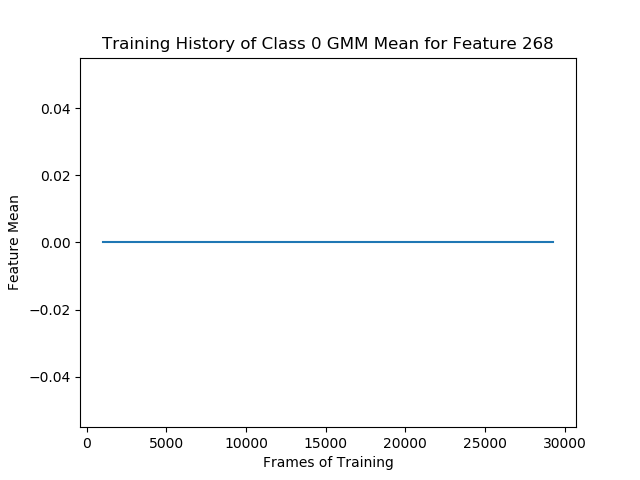 Training History of Class 0 GMM Mean for Feature 268
0.04
0.02
0.00
−0.02
−0.04
Feature Mean
0 5000 10000 15000 20000 25000 30000
Frames of Training